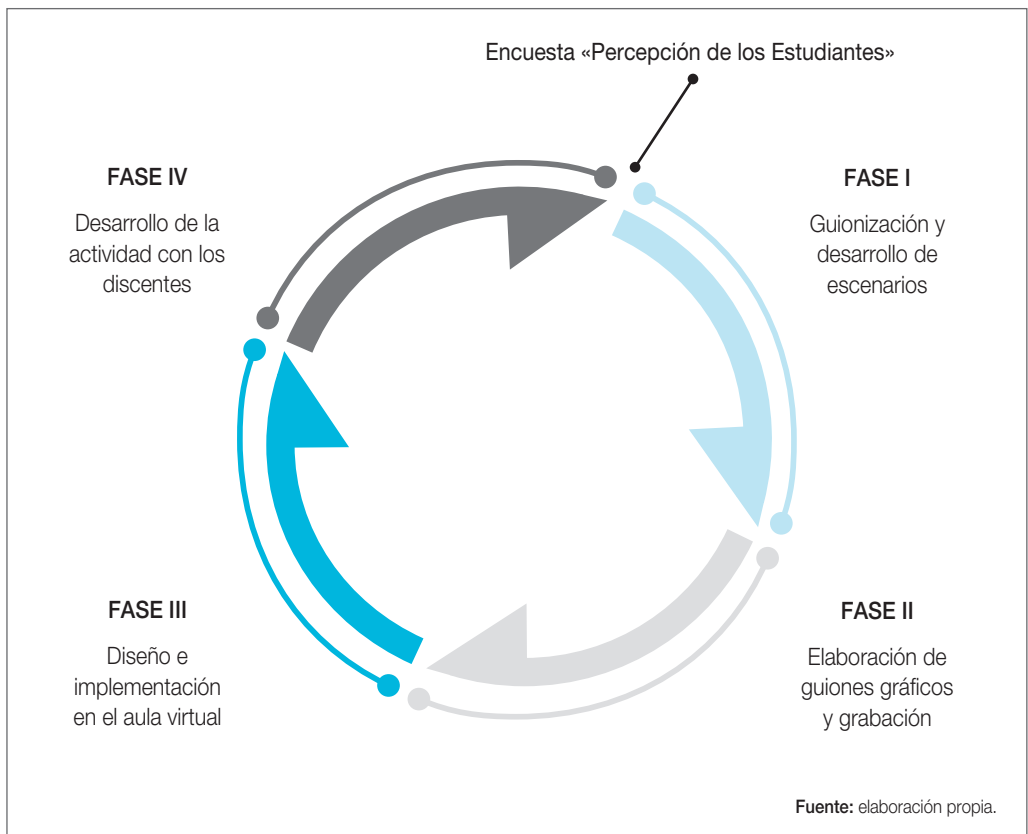 Encuesta «Percepción de los Estudiantes»
FASE IV
Desarrollo de la
actividad con los
discentes
FASE I
Guionización y
desarrollo de
escenarios
FASE III
Diseño e
implementación
en el aula virtual
FASE II
Elaboración de
guiones gráficos
y grabación
Fuente: elaboración propia.